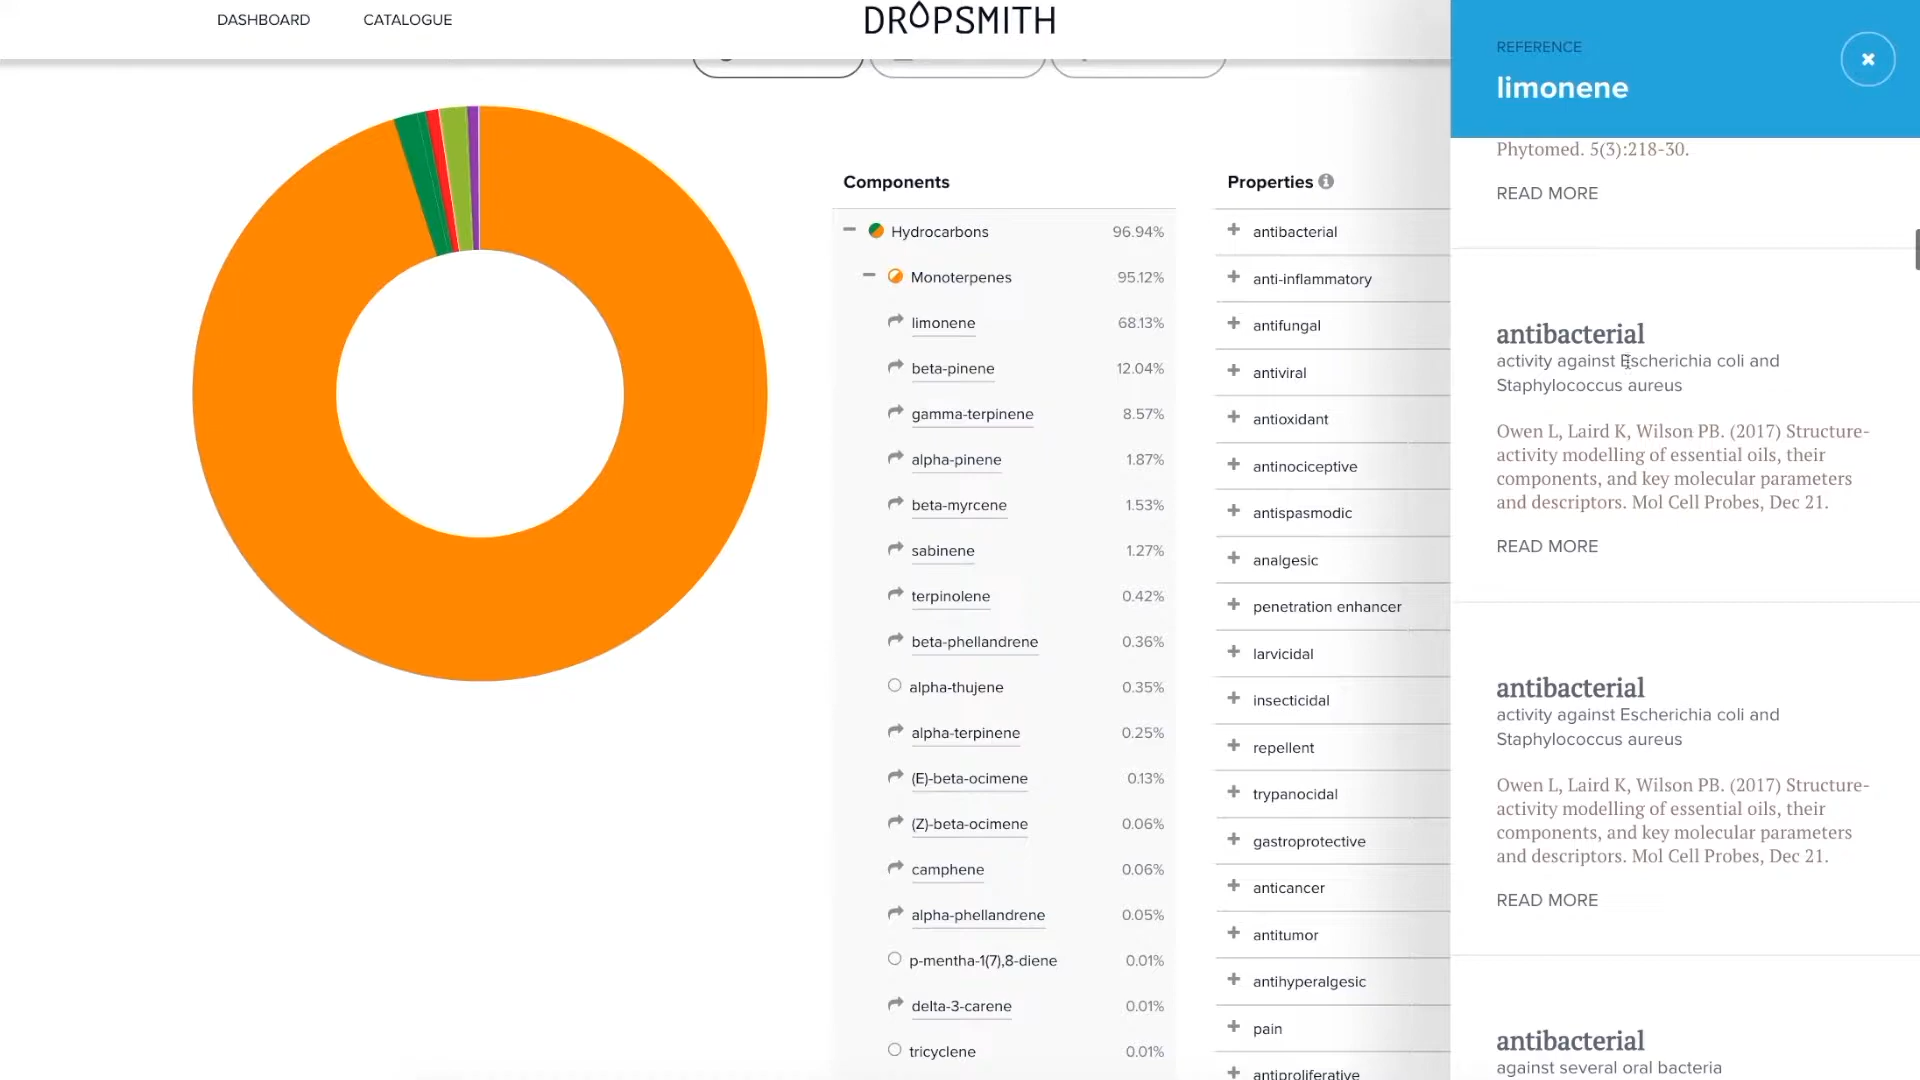 DASHBOARD
CATALOGUE
DROPSMITH
Components
Hydrocarbons 96.94%
Monoterpenes 95.12%
limonene 68.13%
beta-pinene 12.04%
gamma-terpinene 8.57%
alpha-pinene 1.87%
beta-myrcene 1.53%
sabinene 1.27%
terpinolene 0.42%
beta-phellandrene 0.36%
alpha-thujene 0.35%
alpha-terpinene 0.25%
(E)-beta-ocimene 0.13%
(Z)-beta-ocimene 0.06%
camphene 0.06%
alpha-phellandrene 0.05%
p-mentha-1(7),8-diene 0.01%
delta-3-carene 0.01%
tricyclene 0.01%
Properties
antibacterial
anti-inflammatory
antifungal
antiviral
antioxidant
antinociceptive
antispasmodic
analgesic
penetration enhancer
larvicidal
insecticidal
repellent
trypanocidal
gastroprotective
anticancer
antitumor
antihyperalgesic
pain
antiproliferative
REFERENCE
limonene
Phytomed. 5(3):218-30.
READ MORE
antibacterial
activity against Escherichia coli and
Staphylococcus aureus
Owen L, Laird K, Wilson PB. (2017) Structure-
activity modelling of essential oils, their
components, and key molecular parameters
and descriptors. Mol Cell Probes, Dec 21.
READ MORE
antibacterial
activity against Escherichia coli and
Staphylococcus aureus
Owen L, Laird K, Wilson PB. (2017) Structure-
activity modelling of essential oils, their
components, and key molecular parameters
and descriptors. Mol Cell Probes, Dec 21.
READ MORE
antibacterial
against several oral bacteria